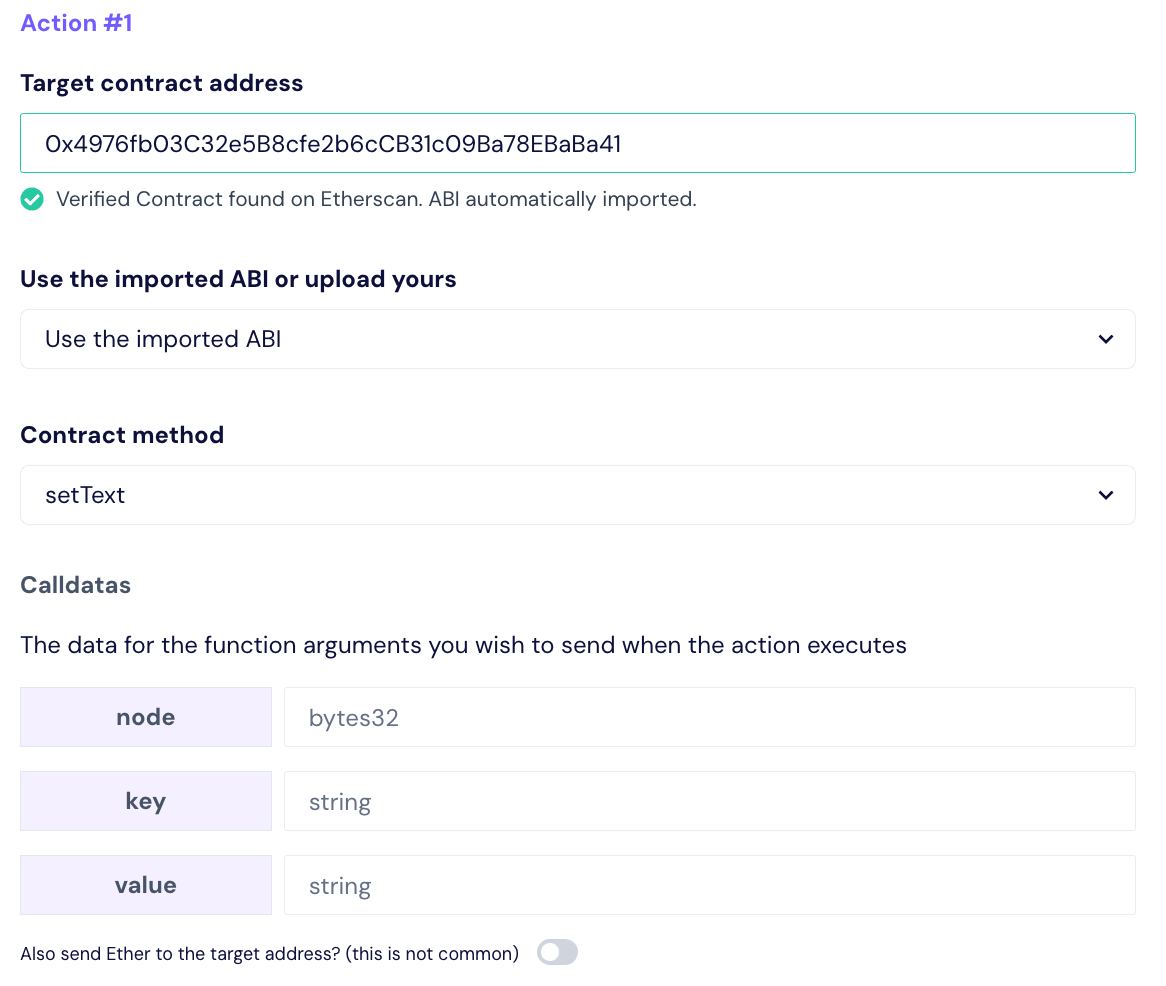 Action #1
Target contract address
0x4976fb03C32e5B8cfe2b6cCB31c09Ba78EBaBa41
Verified Contract found on Etherscan. ABI automatically imported.
Use the imported ABI or upload yours
Use the imported ABI
Contract method
setText
Calldatas
The data for the function arguments you wish to send when the action executes
node bytes32
key string
value string
Also send Ether to the target address? (this is not common)